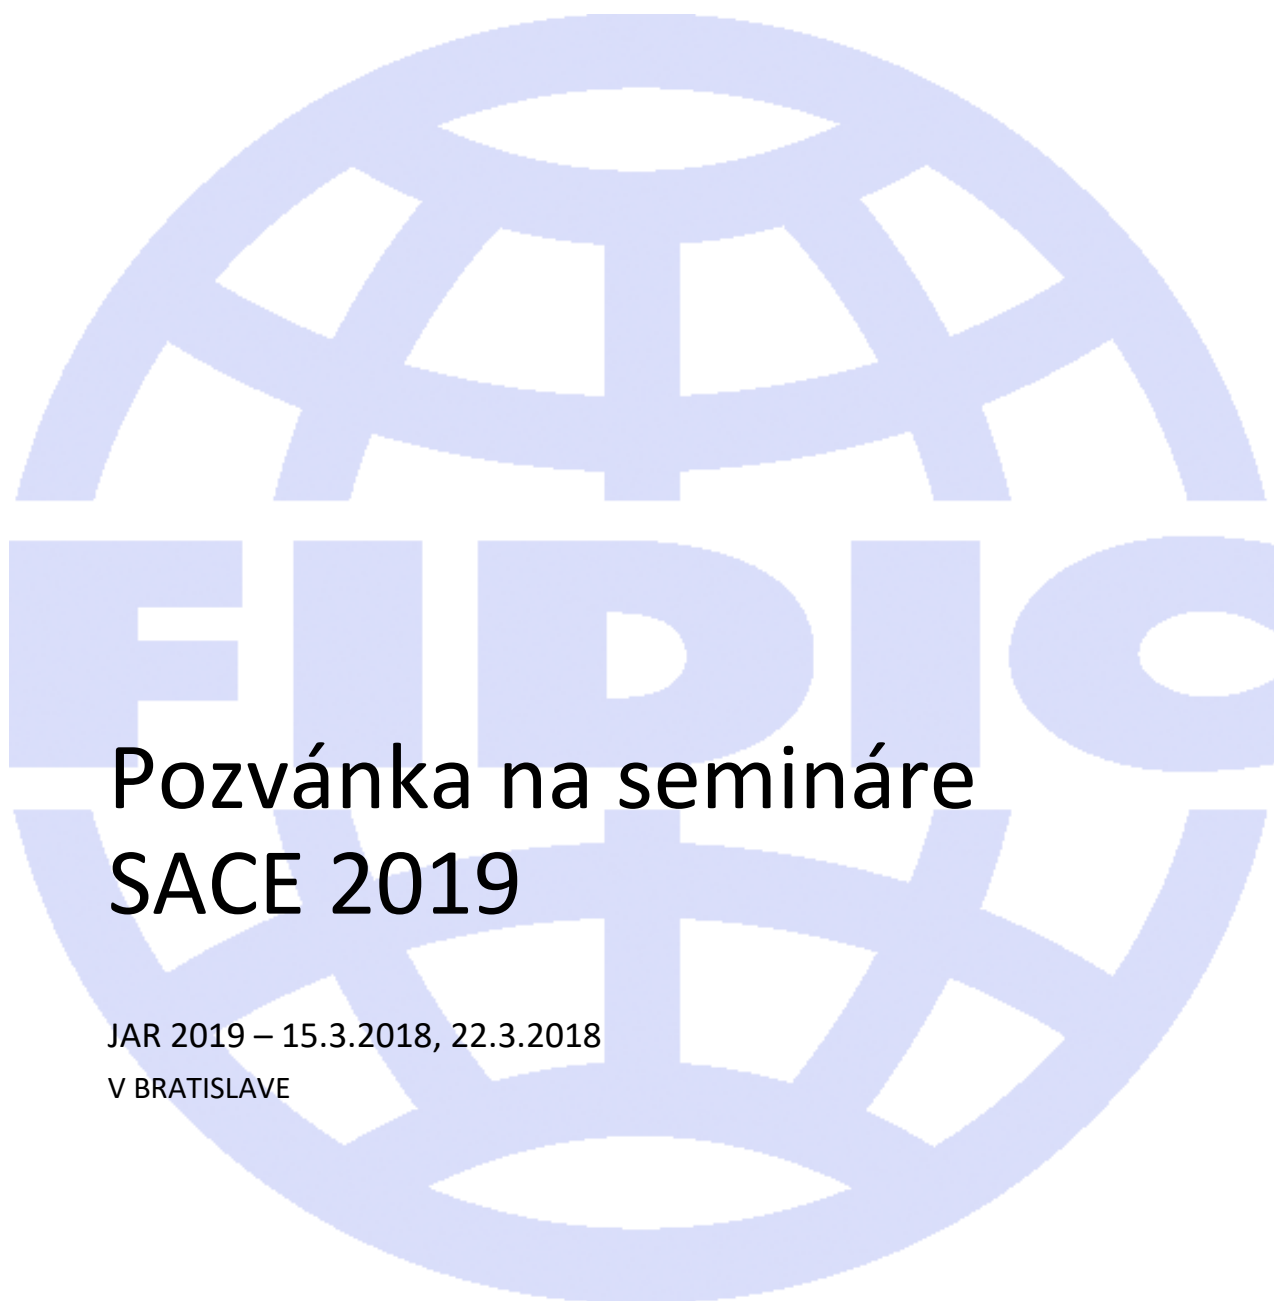 FIDIC
Pozvánka na semináre
SACE 2019
JAR 2019 – 15.3.2018, 22.3.2018
V BRATISLAVE